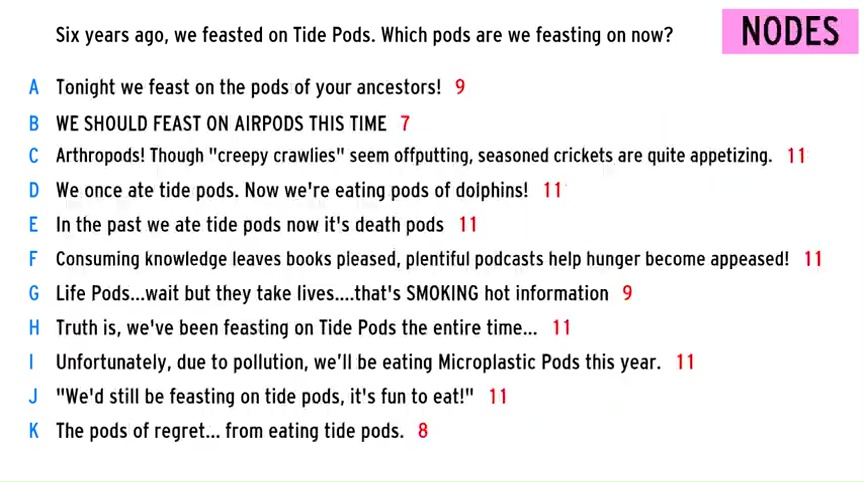 Six years ago, we feasted on Tide Pods. Which pods are we feasting on now?
NODES
A Tonight we feast on the pods of your ancestors! 9
B WE SHOULD FEAST ON AIRPODS THIS TIME 7
C Arthropods! Though "creepy crawlies" seem offputting, seasoned crickets are quite appetizing. 11
D We once ate tide pods. Now we're eating pods of dolphins! 11
E In the past we ate tide pods now it's death pods 11
F Consuming knowledge leaves books pleased, plentiful podcasts help hunger become appeased! 11
G Life Pods...wait but they take lives....that's SMOKING hot information 9
H Truth is, we've been feasting on Tide Pods the entire time... 11
I Unfortunately, due to pollution, we'll be eating Microplastic Pods this year. 11
J "We'd still be feasting on tide pods, it's fun to eat!" 11
K The pods of regret... from eating tide pods. 8